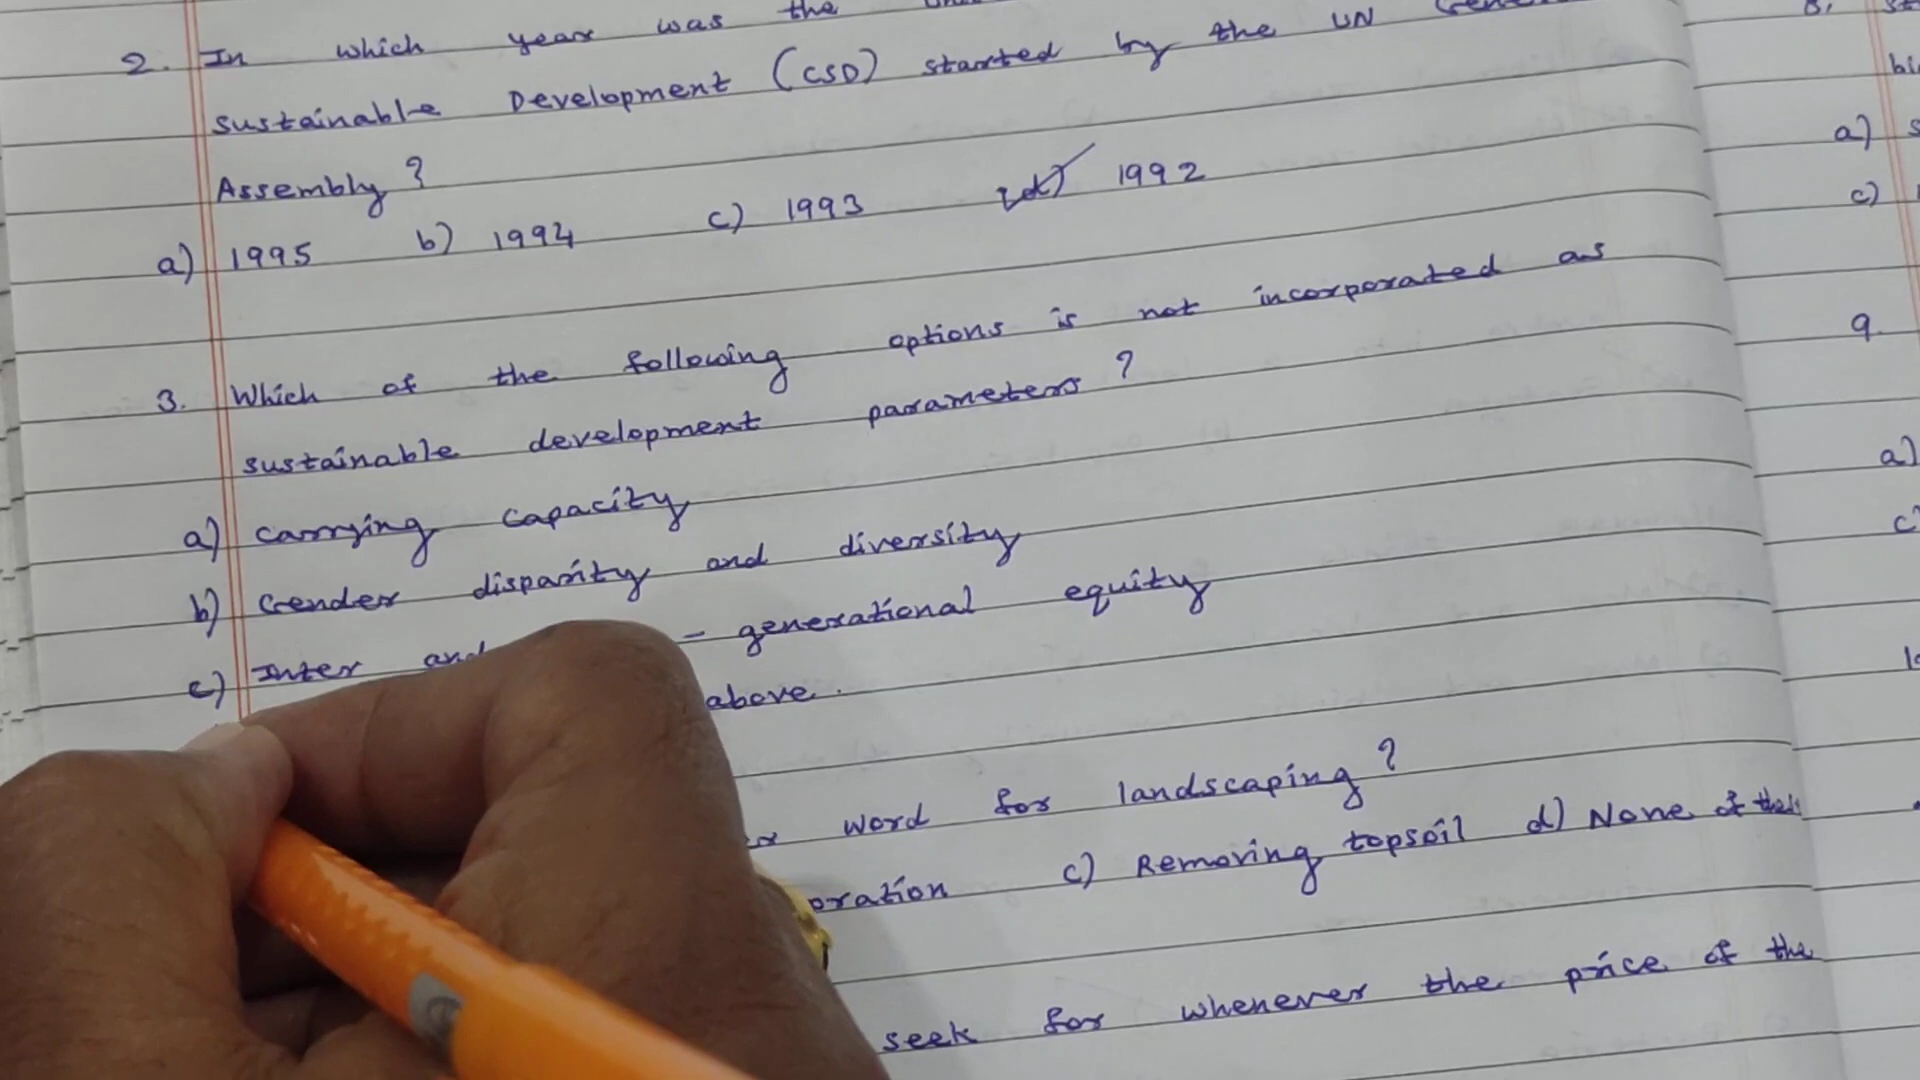 2. In which year was the
Sustainable Development (CSD) started by the UN
Assembly?
a) 1995 b) 1994 c) 1993 d) 1992
3. Which of the following options is not incorporated as
sustainable development parameters?
a) Carrying capacity
b) Gender disparity and diversity
c) Inter and - generational equity
above.
word for landscaping?
oration c) Removing topsoil d) None of the
seek for whenever the price of the
8.
a)
c)
9.
a)
c)